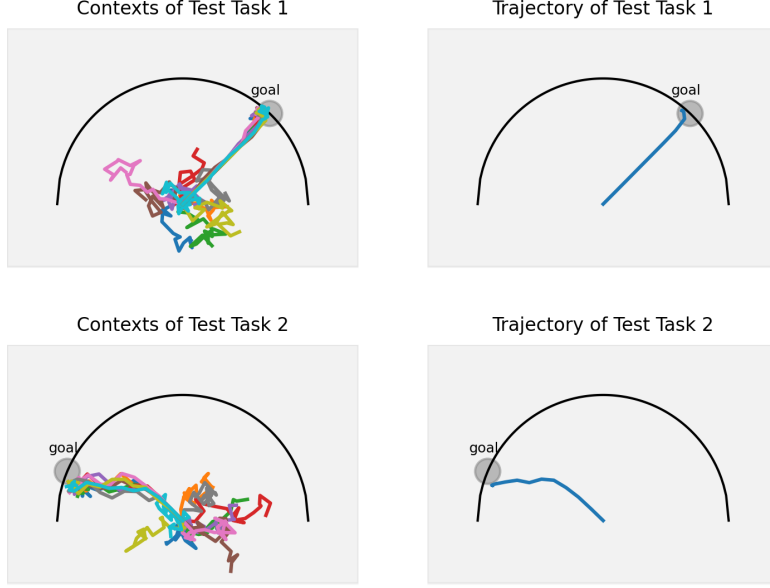 Contexts of Test Task 1
Trajectory of Test Task 1
goal
goal
Contexts of Test Task 2
Trajectory of Test Task 2
goal
goal